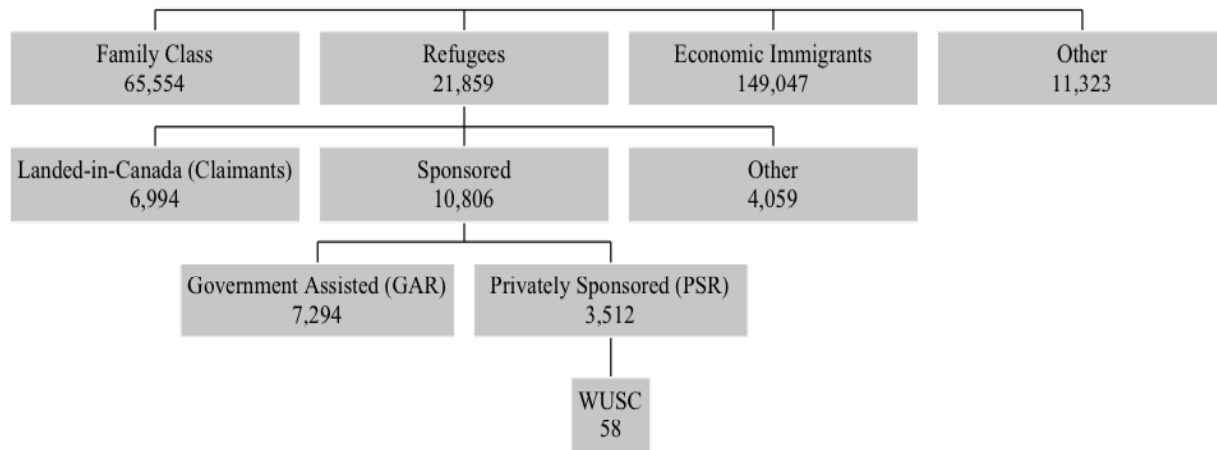 Family Class
65,554
Refugees
21,859
Economic Immigrants
149,047
Other
11,323
Landed-in-Canada (Claimants)
6,994
Sponsored
10,806
Other
4,059
Government Assisted (GAR)
7,294
Privately Sponsored (PSR)
3,512
WUSC
58